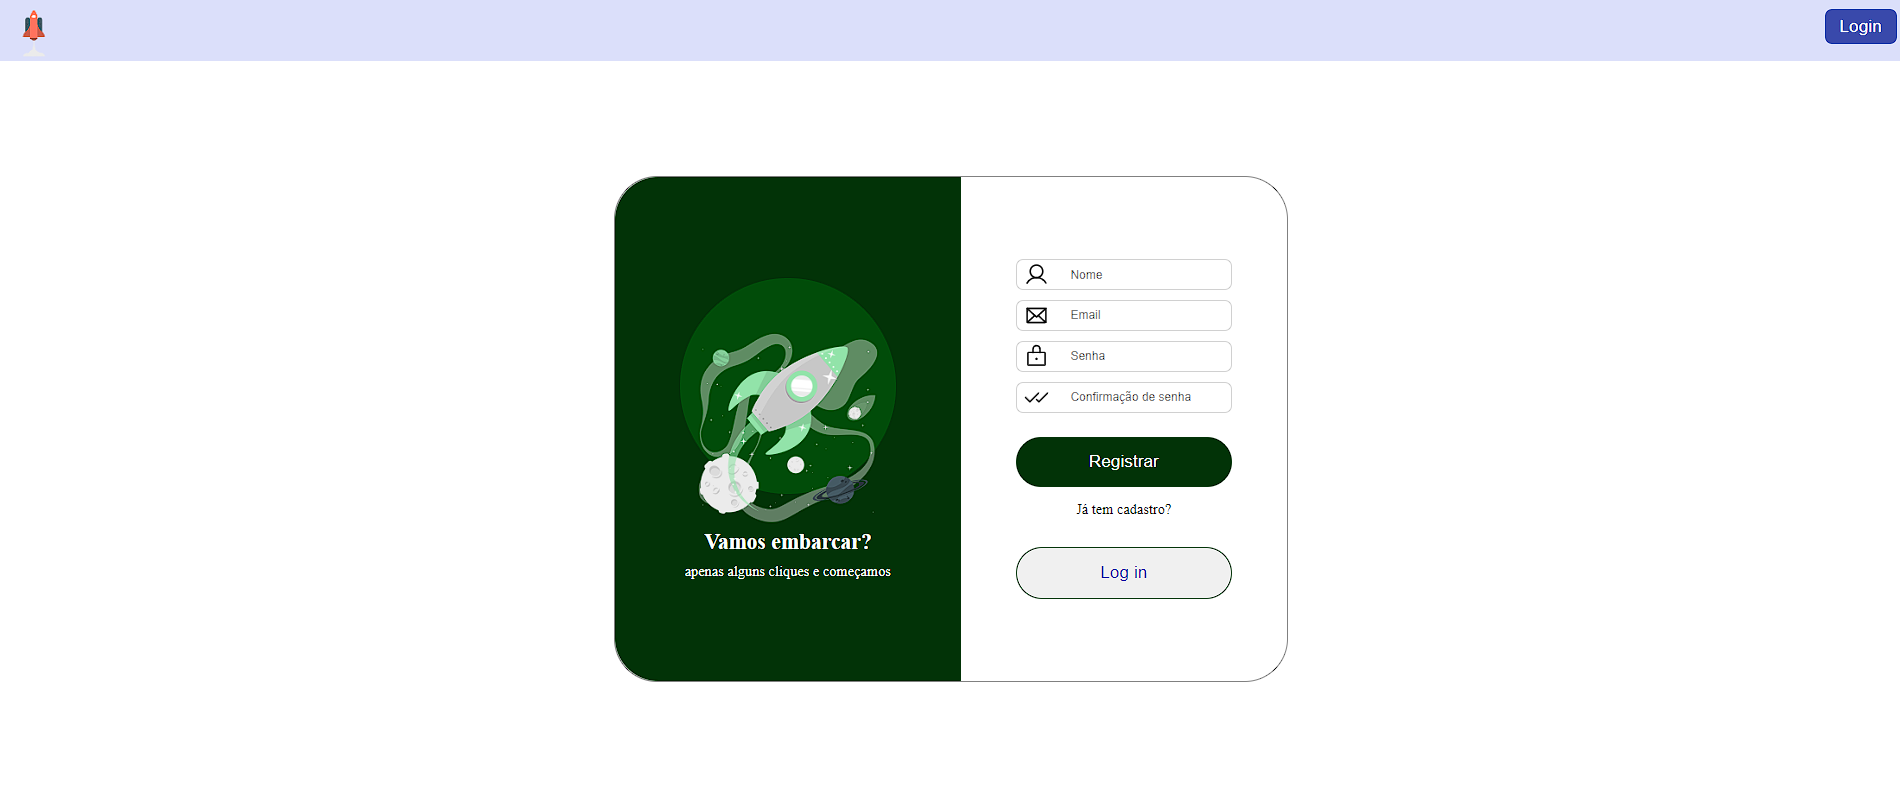 Login
Vamos embarcar?
apenas alguns cliques e começamos
Nome
Email
Senha
Confirmação de senha
Registrar
Já tem cadastro?
Log in